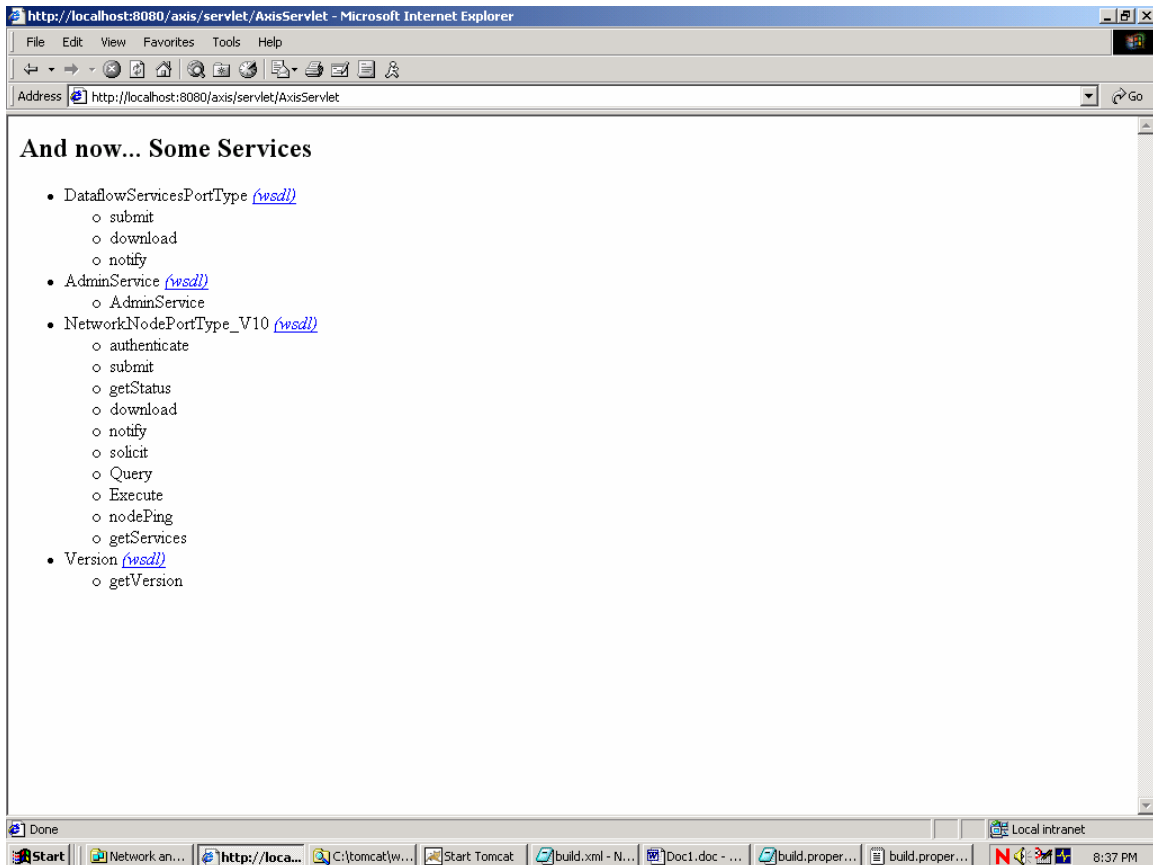 http://localhost:8080/axis/servlet/AxisServlet - Microsoft Internet Explorer
File Edit View Favorites Tools Help
Address http://localhost:8080/axis/servlet/AxisServlet Go
And now... Some Services
DataflowServicesPortType (wsdl)
submit
download
notify
AdminService (wsdl)
AdminService
NetworkNodePortType_V10 (wsdl)
authenticate
submit
getStatus
download
notify
solicit
Query
Execute
nodePing
getServices
Version (wsdl)
getVersion
Done Local intranet
Start Network an... http://loca... C:\tomcat\w... Start Tomcat build.xml - N... Doc1.doc - ... build.proper... build.proper... N 8:37 PM